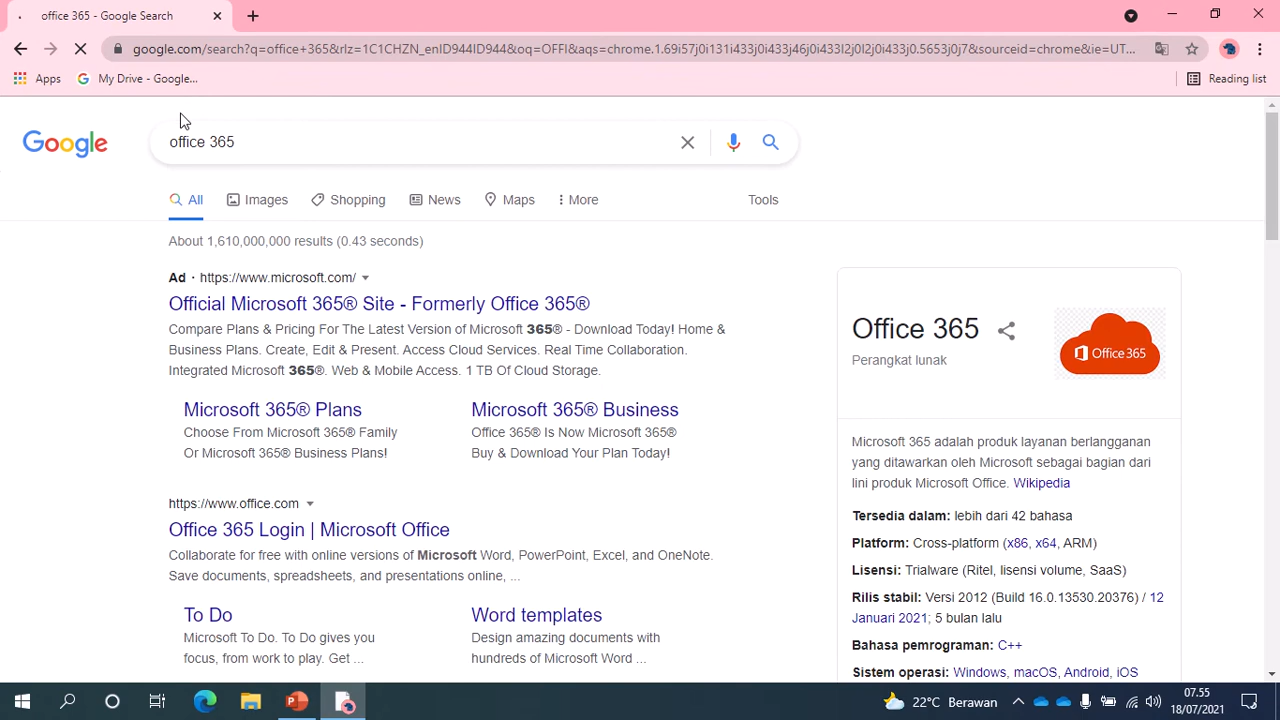 office 365 - Google Search
google.com/search?q=office+365&rlz=1C1CHZN_enID944ID944&oq=OFFI&aqs=chrome.1.69i57j0i131i433j0i433j46j0i433l2j0l2j0i433j0.5653j0j7&sourceid=chrome&ie=UT...
Apps
My Drive - Google...
Reading list
Google
office 365
All
Images
Shopping
News
Maps
More
Tools
About 1,610,000,000 results (0.43 seconds)
Ad · https://www.microsoft.com/
Official Microsoft 365® Site - Formerly Office 365®
Compare Plans & Pricing For The Latest Version of Microsoft 365® - Download Today! Home &
Business Plans. Create, Edit & Present. Access Cloud Services. Real Time Collaboration.
Integrated Microsoft 365®. Web & Mobile Access. 1 TB Of Cloud Storage.
Microsoft 365® Plans
Choose From Microsoft 365® Family
Or Microsoft 365® Business Plans!
Microsoft 365® Business
Office 365® Is Now Microsoft 365®
Buy & Download Your Plan Today!
https://www.office.com
Office 365 Login | Microsoft Office
Collaborate for free with online versions of Microsoft Word, PowerPoint, Excel, and OneNote.
Save documents, spreadsheets, and presentations online, ...
To Do
Microsoft To Do. To Do gives you
focus, from work to play. Get ...
Word templates
Design amazing documents with
hundreds of Microsoft Word ...
Office 365
Perangkat lunak
Office 365
Microsoft 365 adalah produk layanan berlangganan
yang ditawarkan oleh Microsoft sebagai bagian dari
lini produk Microsoft Office. Wikipedia
Tersedia dalam: lebih dari 42 bahasa
Platform: Cross-platform (x86, x64, ARM)
Lisensi: Trialware (Ritel, lisensi volume, SaaS)
Rilis stabil: Versi 2012 (Build 16.0.13530.20376) / 12
Januari 2021; 5 bulan lalu
Bahasa pemrograman: C++
Sistem operasi: Windows, macOS, Android, iOS
22°C Berawan
07.55
18/07/2021